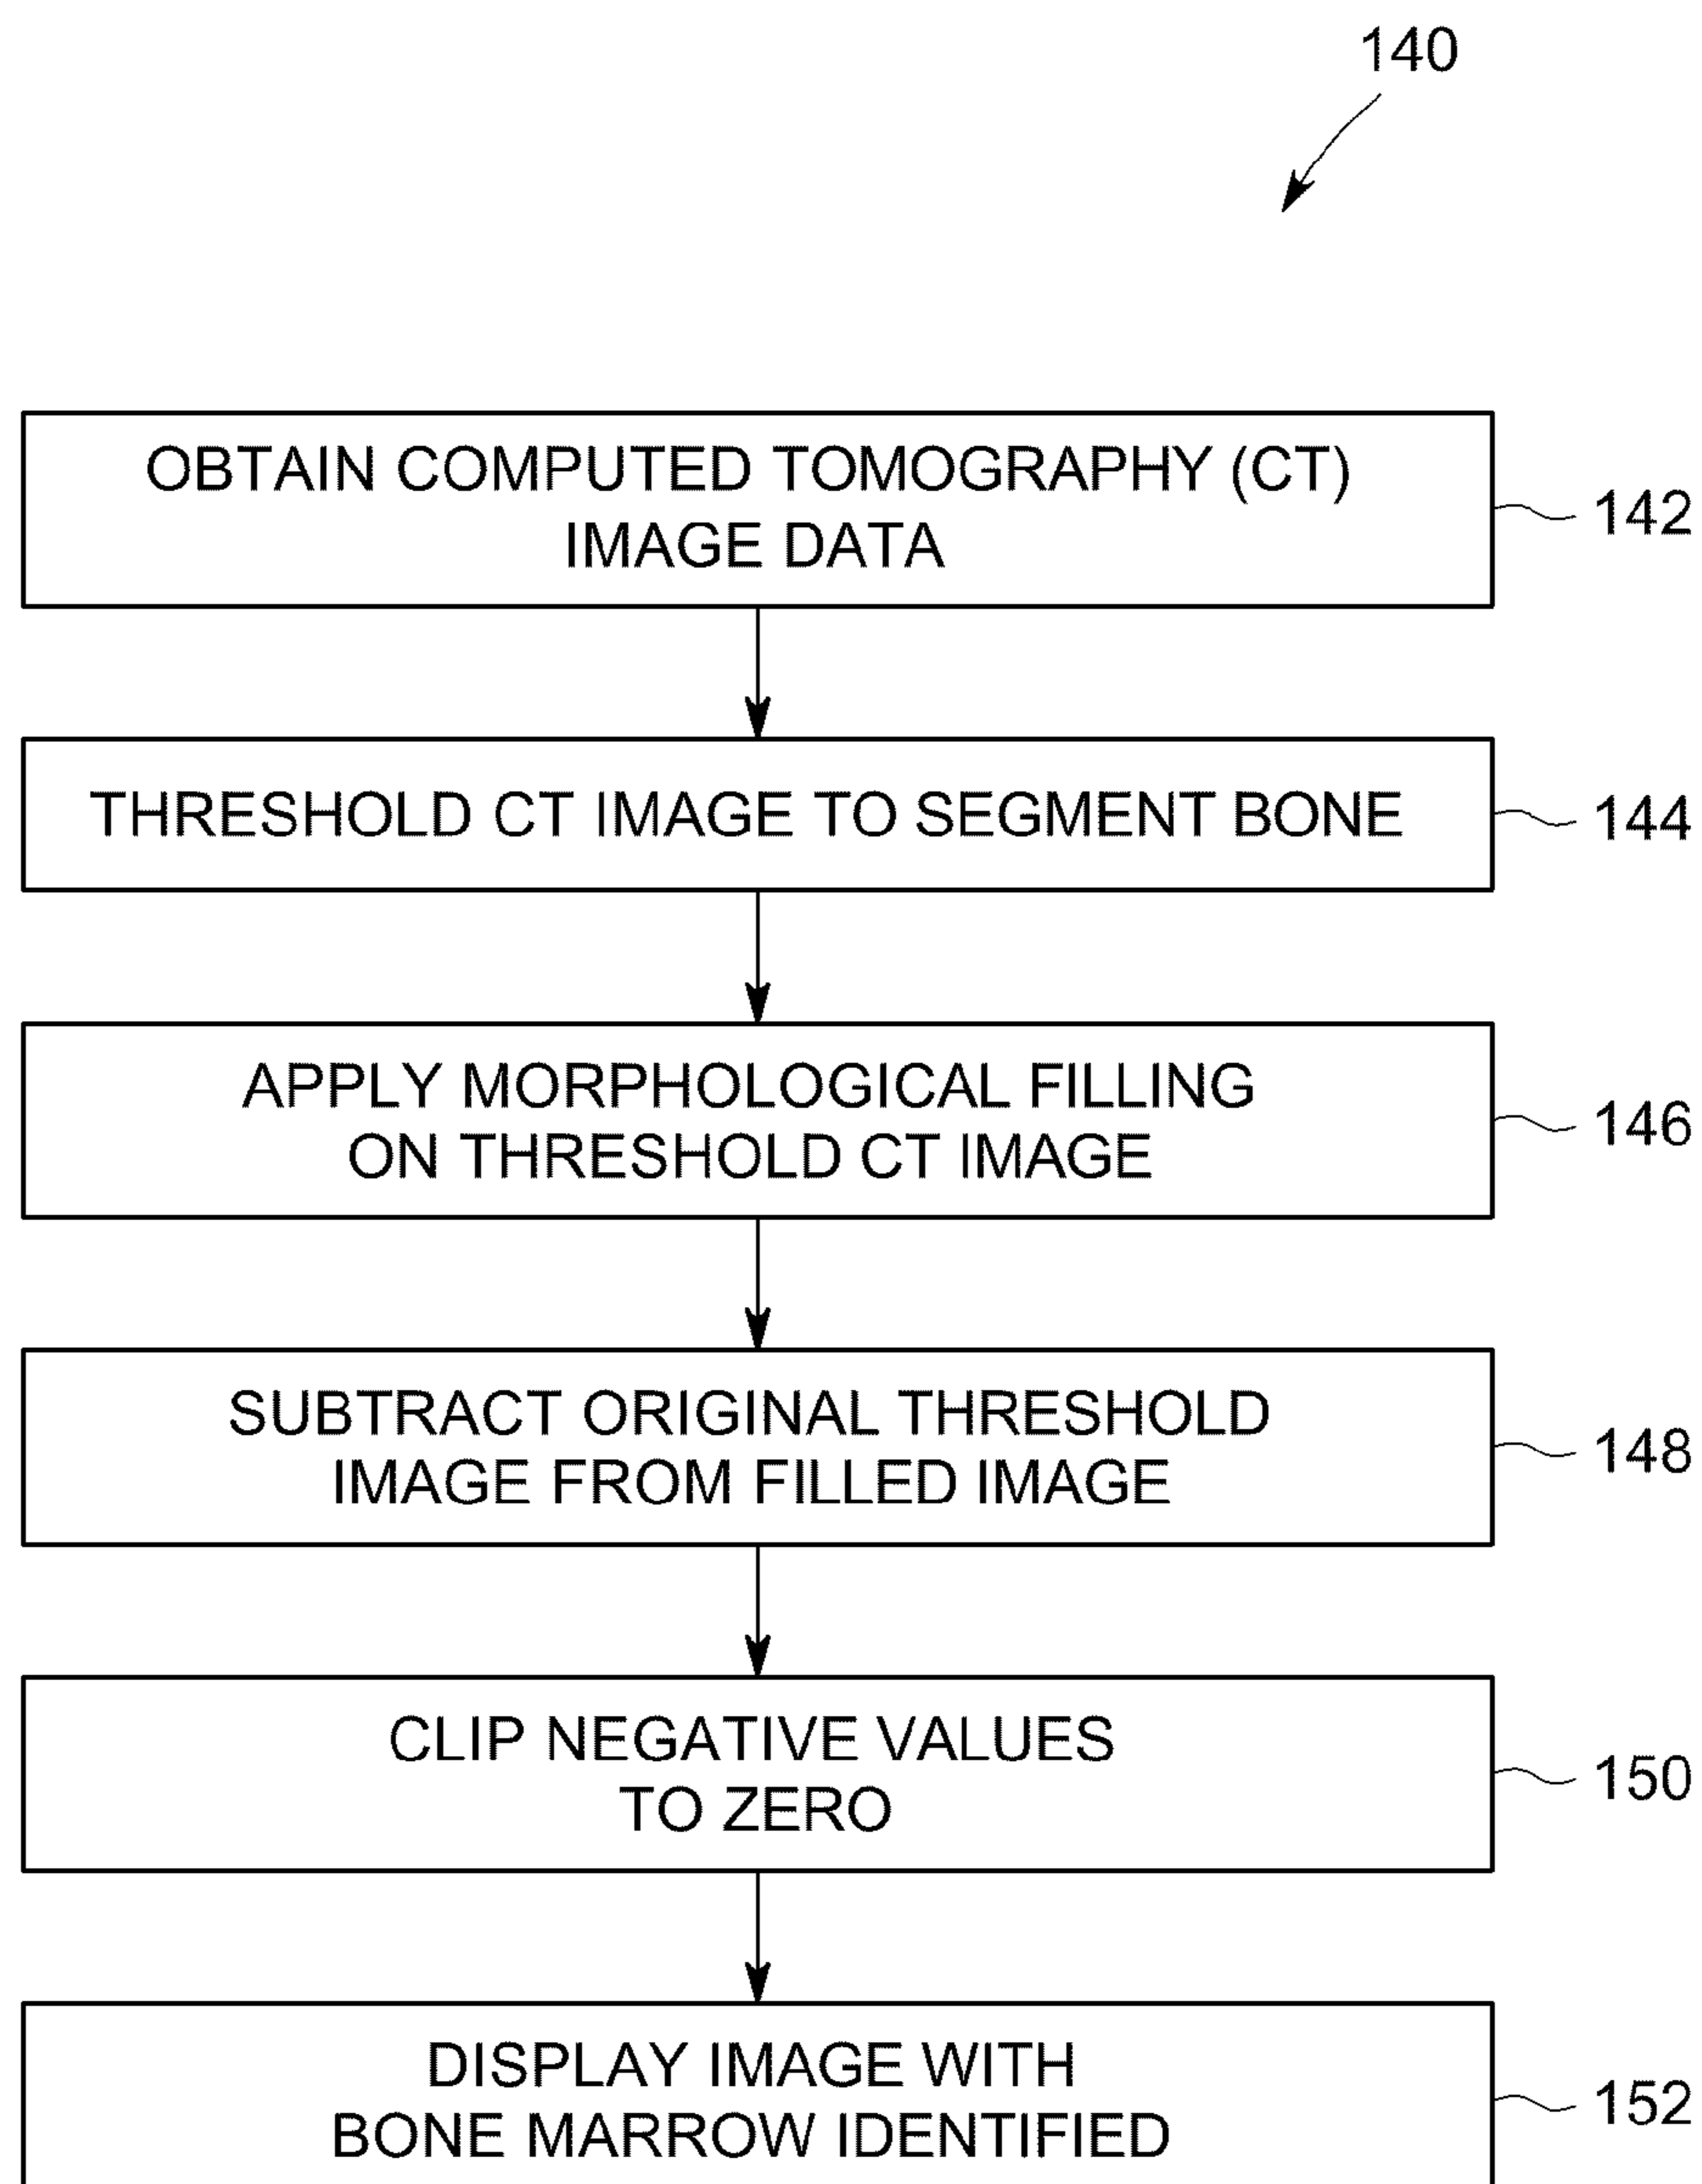 140
OBTAIN COMPUTED TOMOGRAPHY (CT)
IMAGE DATA
142
THRESHOLD CT IMAGE TO SEGMENT BONE
144
APPLY MORPHOLOGICAL FILLING
ON THRESHOLD CT IMAGE
146
SUBTRACT ORIGINAL THRESHOLD
IMAGE FROM FILLED IMAGE
148
CLIP NEGATIVE VALUES
TO ZERO
150
DISPLAY IMAGE WITH
BONE MARROW IDENTIFIED
152